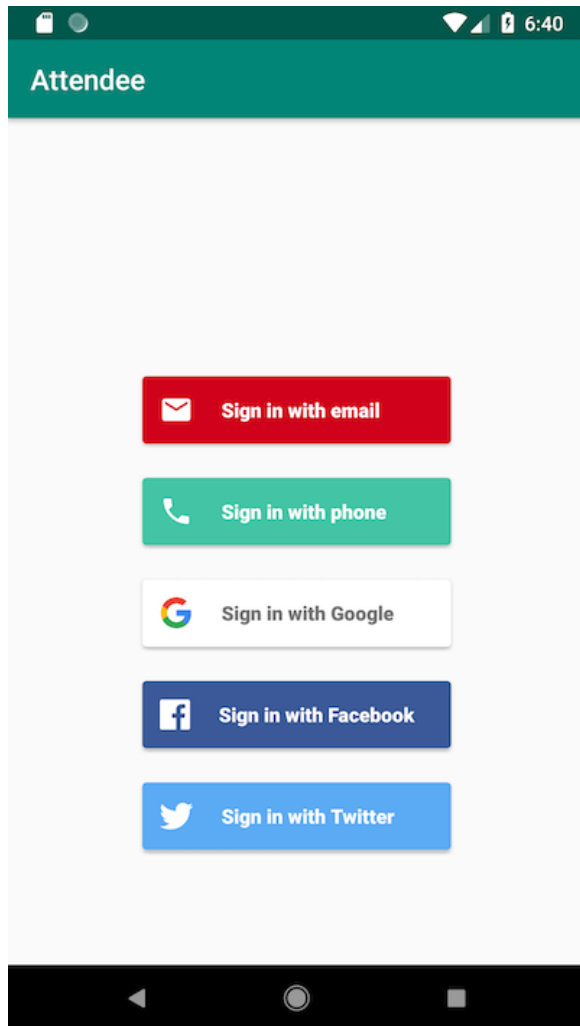 6:40
Attendee
Sign in with email
Sign in with phone
Sign in with Google
Sign in with Facebook
Sign in with Twitter